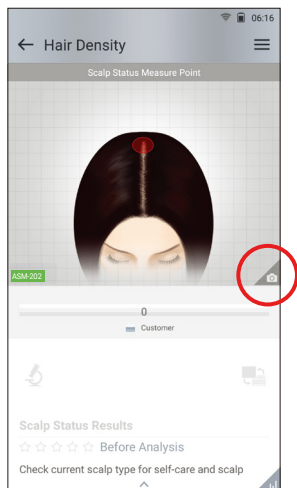 06:16
Hair Density
Scalp Status Measure Point
ASM-202
0
Customer
Scalp Status Results
Before Analysis
Check current scalp type for self-care and scalp